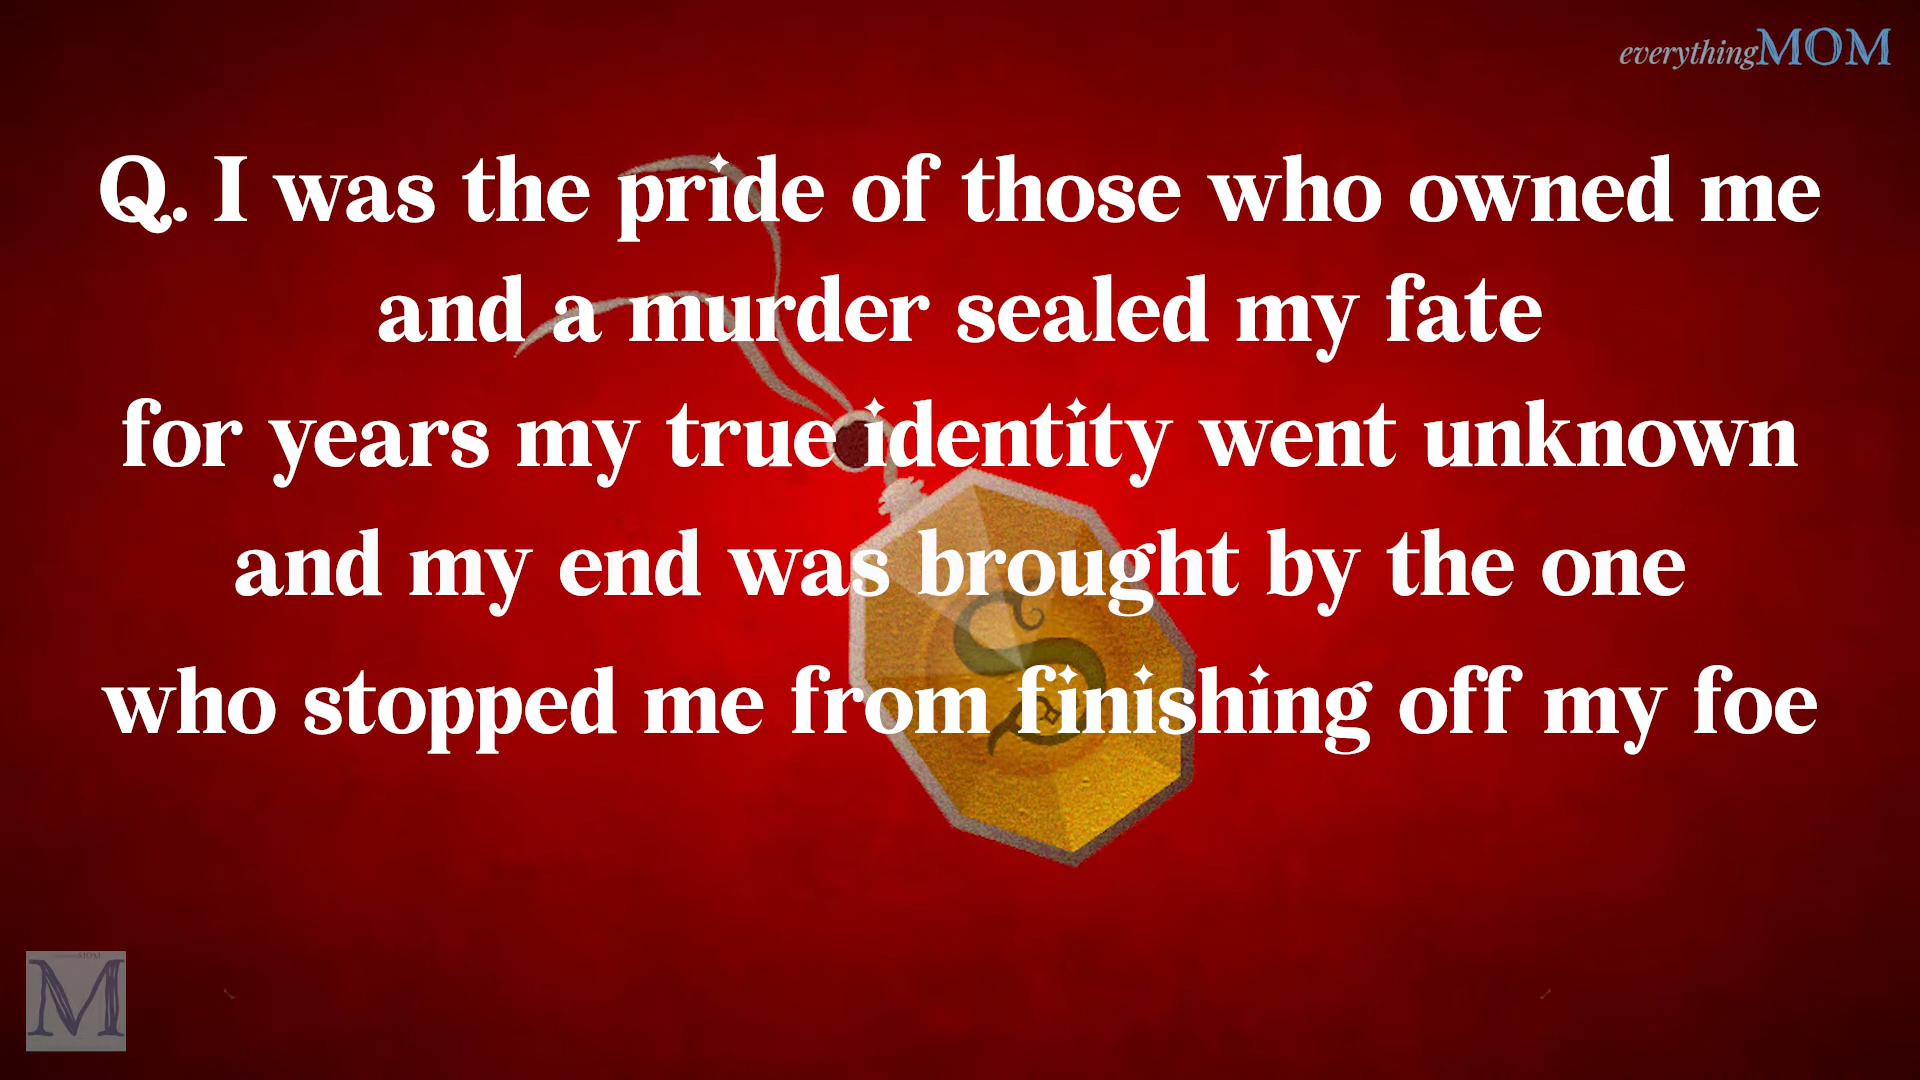 everythingMOM
Q. I was the pride of those who owned me
and a murder sealed my fate
for years my true identity went unknown
and my end was brought by the one
who stopped me from finishing off my foe
S
M